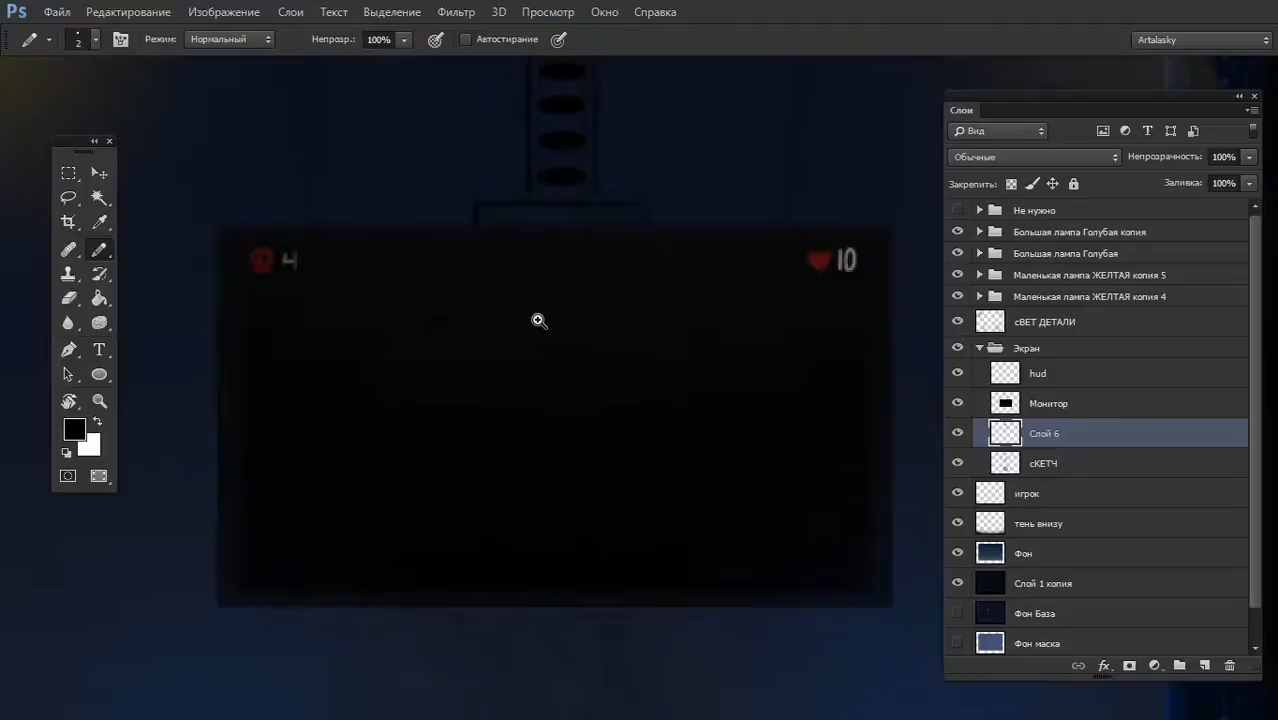 Ps Файл Редактирование Изображение Слои Текст Выделение Фильтр 3D Просмотр Окно Справка
2 Режим: Нормальный Непрозр.: 100% Автостирание Artalasky
Слои
Вид
Обычные Непрозрачность: 100%
Закрепить: Заливка: 100%
Не нужно
Большая лампа Голубая копия
Большая лампа Голубая
Маленькая лампа ЖЕЛТАЯ копия 5
Маленькая лампа ЖЕЛТАЯ копия 4
сВЕТ ДЕТАЛИ
Экран
hud
Монитор
Слой 6
сКЕТЧ
игрок
тень внизу
Фон
Слой 1 копия
Фон База
Фон маска
4
10